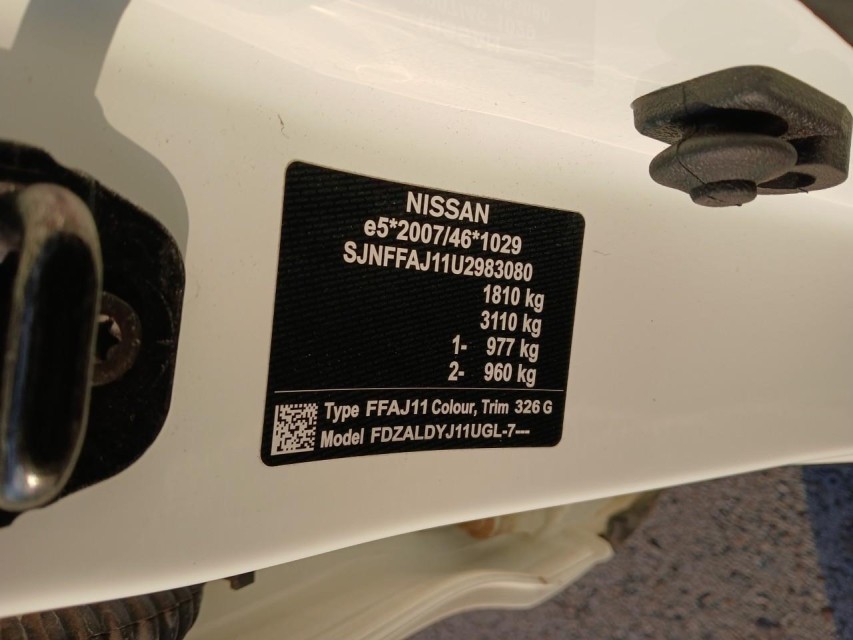 NISSAN
e5*2007/46*1029
SJNFFAJ11U2983080
1810 kg
3110 kg
1- 977 kg
2- 960 kg
Type FFAJ11 Colour, Trim 326 G
Model FDZALDYJ11UGL-7---